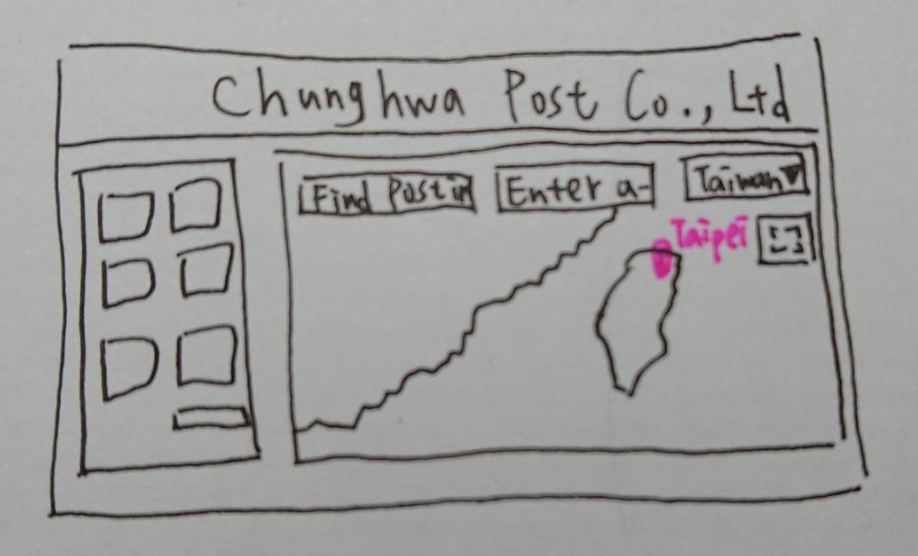 Chunghwa Post Co., Ltd
Find Post in
Enter a-
Taiwan
Taipei